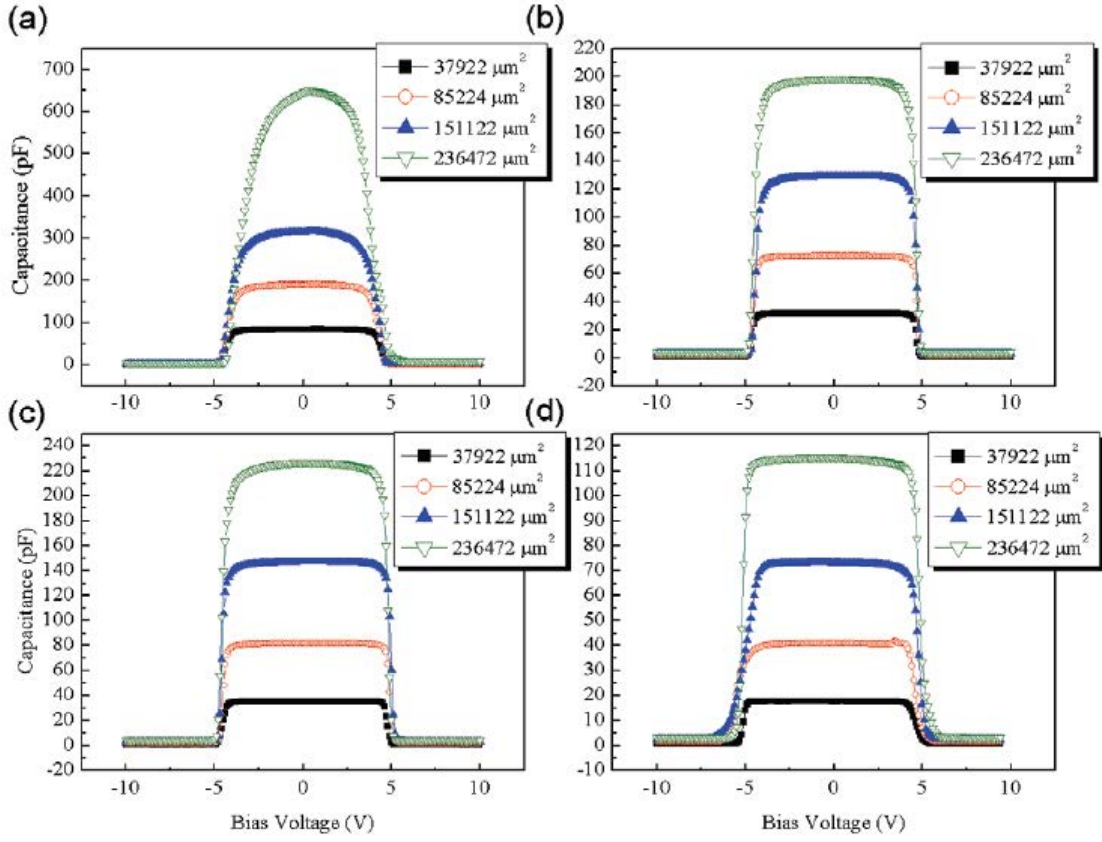 (a)
700
600
500
400
300
200
100
0
-10
-5
0
5
10
Capacitance (pF)
37922 μm²
85224 μm²
151122 μm²
236472 μm²
(b)
220
200
180
160
140
120
100
80
60
40
20
0
-20
-10
-5
0
5
10
37922 μm²
85224 μm²
151122 μm²
236472 μm²
(c)
240
220
200
180
160
140
120
100
80
60
40
20
0
-20
-10
-5
0
5
10
Capacitance (pF)
Bias Voltage (V)
37922 μm²
85224 μm²
151122 μm²
236472 μm²
(d)
120
110
100
90
80
70
60
50
40
30
20
10
0
-10
-10
-5
0
5
10
Bias Voltage (V)
37922 μm²
85224 μm²
151122 μm²
236472 μm²